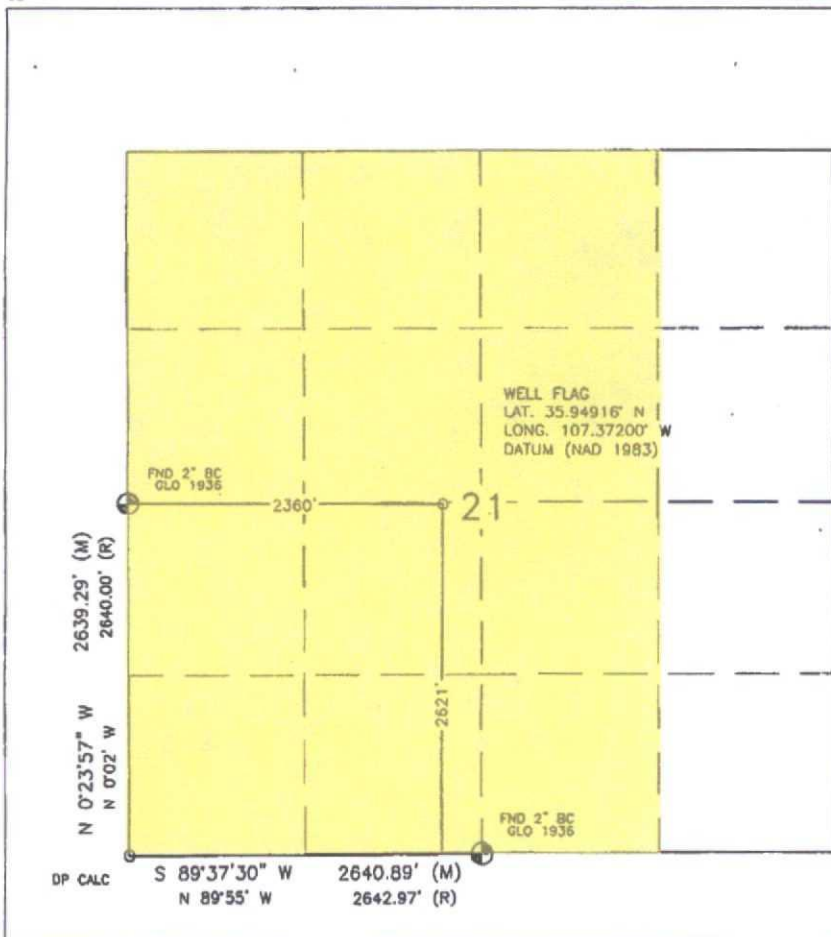 WELL FLAG
LAT. 35.94916° N
LONG. 107.37200° W
DATUM (NAD 1983)
FND 2" BC
GLO 1936
2360'
21
2639.29' (M)
2640.00' (R)
2621'
N 0°23'57" W
N 0°02' W
FND 2" BC
GLO 1936
DP CALC
S 89°37'30" W 2640.89' (M)
N 89°55' W 2642.97' (R)